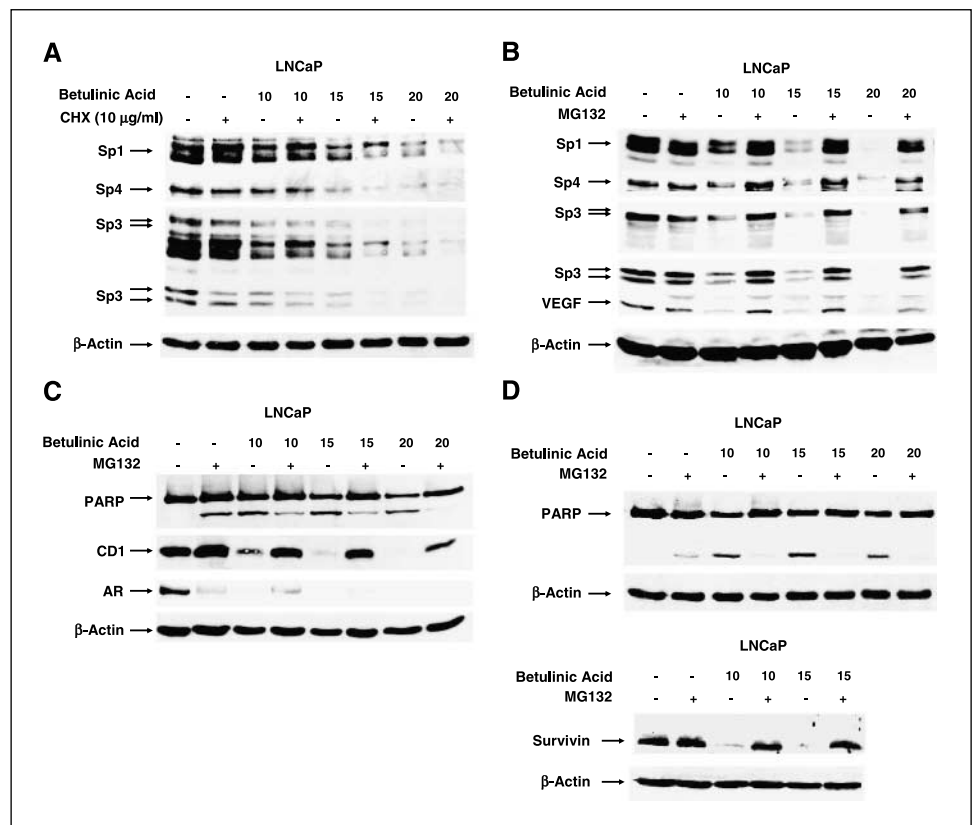 A
LNCaP
Betulinic Acid - - 10 10 15 15 20 20
CHX (10 μg/ml) - + - + - + - +
Sp1
Sp4
Sp3
Sp3
β-Actin
B
LNCaP
Betulinic Acid - - 10 10 15 15 20 20
MG132 - + - + - + - +
Sp1
Sp4
Sp3
Sp3
VEGF
β-Actin
C
LNCaP
Betulinic Acid - - 10 10 15 15 20 20
MG132 - + - + - + - +
PARP
CD1
AR
β-Actin
D
LNCaP
Betulinic Acid - - 10 10 15 15 20 20
MG132 - + - + - + - +
PARP
β-Actin
LNCaP
Betulinic Acid - - 10 10 15 15
MG132 - + - + - +
Survivin
β-Actin